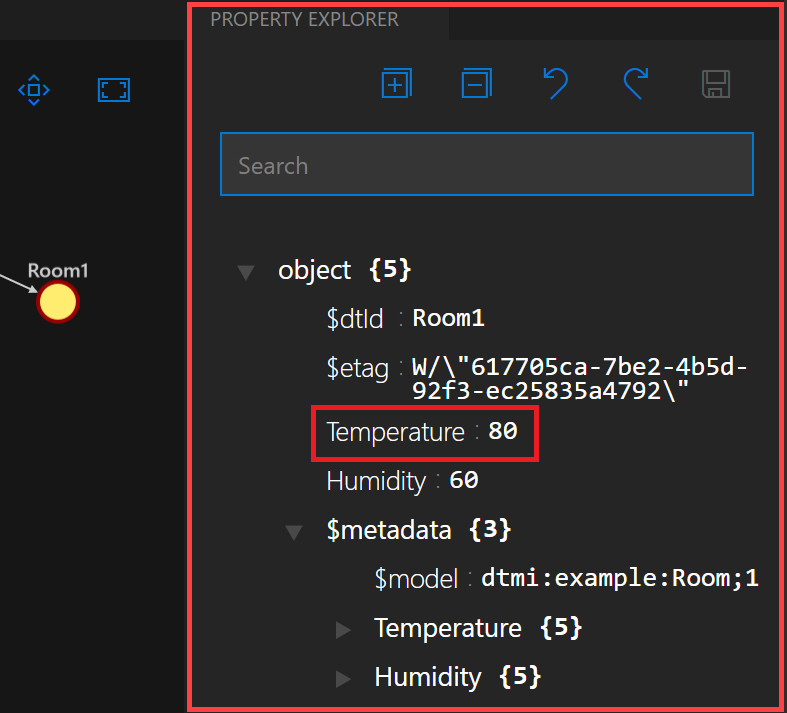 PROPERTY EXPLORER
Search
Room1
object {5}
$dtId : Room1
$etag : W/\"617705ca-7be2-4b5d-
92f3-ec25835a4792\"
Temperature : 80
Humidity : 60
$metadata {3}
$model : dtmi:example:Room;1
Temperature {5}
Humidity {5}